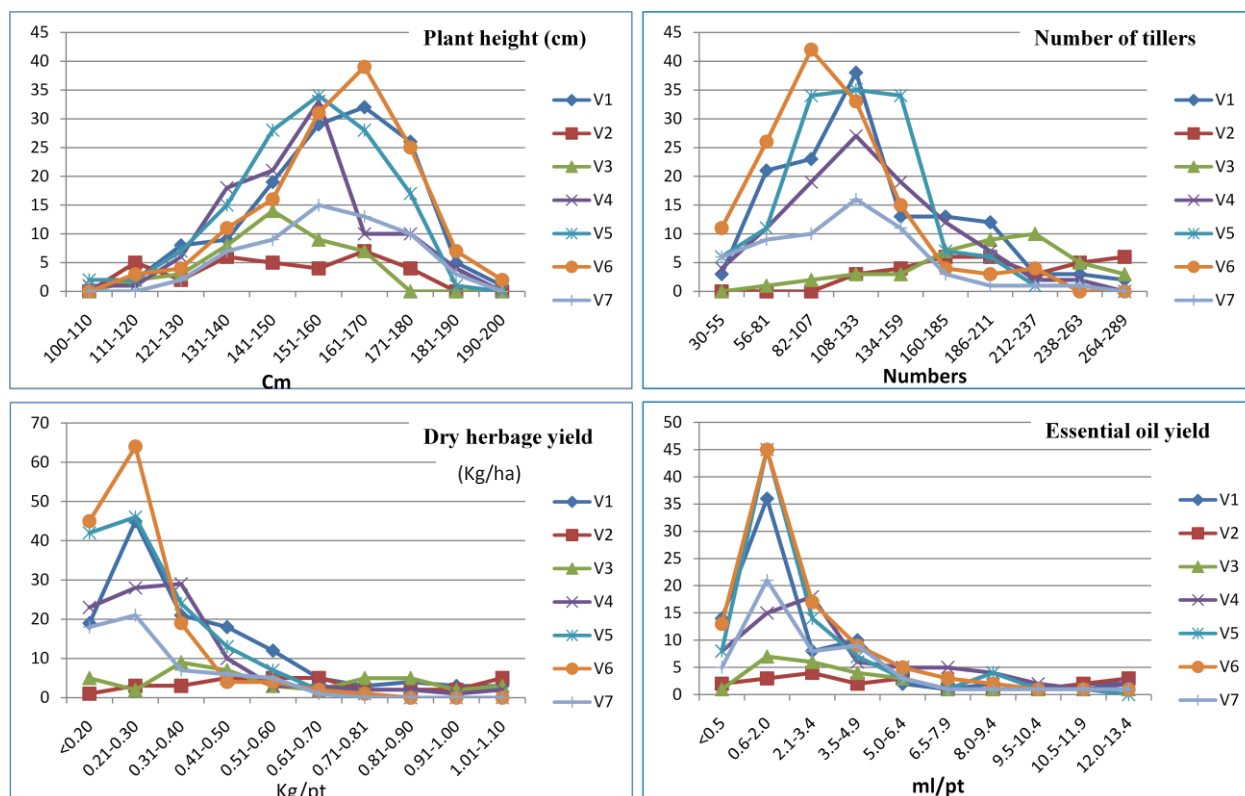 Plant height (cm)
45
40
35
30
25
20
15
10
5
0
100-110
111-120
121-130
131-140
141-150
151-160
161-170
171-180
181-190
190-200
Cm
V1
V2
V3
V4
V5
V6
V7
Number of tillers
45
40
35
30
25
20
15
10
5
0
30-55
56-81
82-107
108-133
134-159
160-185
186-211
212-237
238-263
264-289
Numbers
V1
V2
V3
V4
V5
V6
V7
Dry herbage yield
(Kg/ha)
70
60
50
40
30
20
10
0
<0.20
0.21-0.30
0.31-0.40
0.41-0.50
0.51-0.60
0.61-0.70
0.71-0.81
0.81-0.90
0.91-1.00
1.01-1.10
Kg/pt
V1
V2
V3
V4
V5
V6
V7
Essential oil yield
50
45
40
35
30
25
20
15
10
5
0
<0.5
0.6-2.0
2.1-3.4
3.5-4.9
5.0-6.4
6.5-7.9
8.0-9.4
9.5-10.4
10.5-11.9
12.0-13.4
ml/pt
V1
V2
V3
V4
V5
V6
V7